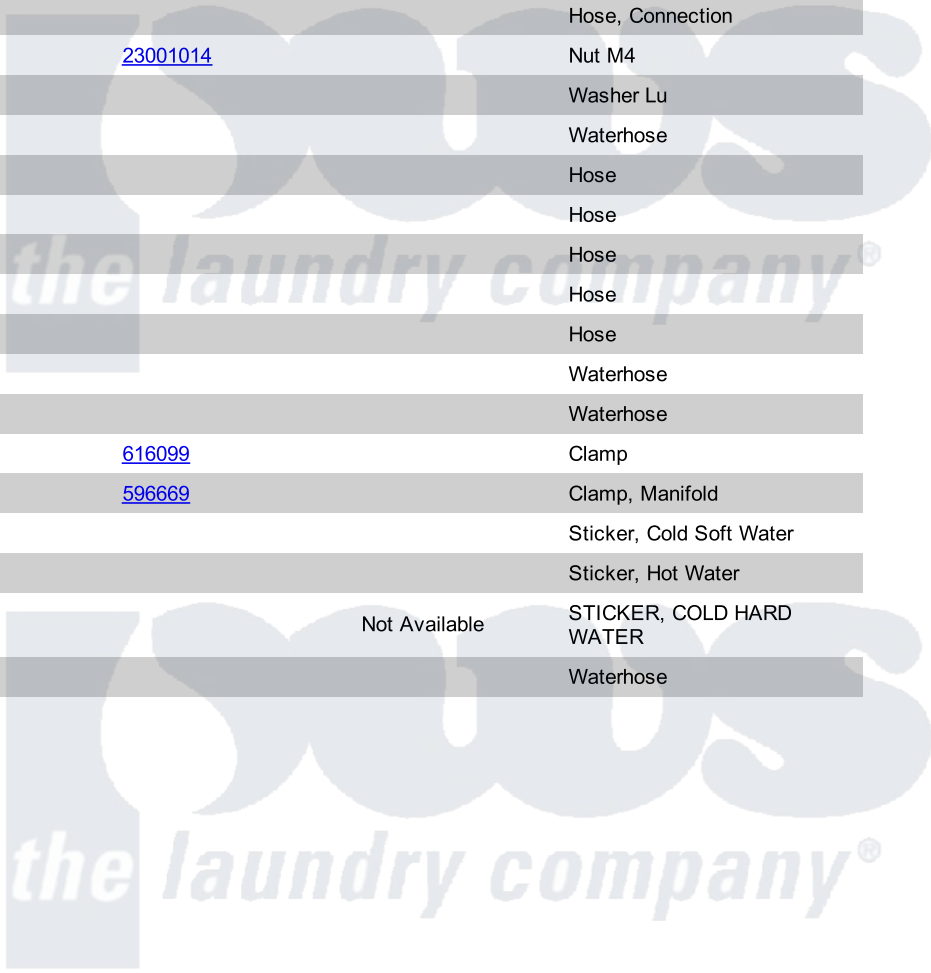 Hose, Connection
23001014 Nut M4
Washer Lu
Waterhose
Hose
Hose
Hose
Hose
Hose
Waterhose
Waterhose
616099 Clamp
596669 Clamp, Manifold
Sticker, Cold Soft Water
Sticker, Hot Water
Not Available STICKER, COLD HARD
WATER
Waterhose
pws
the laundry company®
pws
the laundry company®